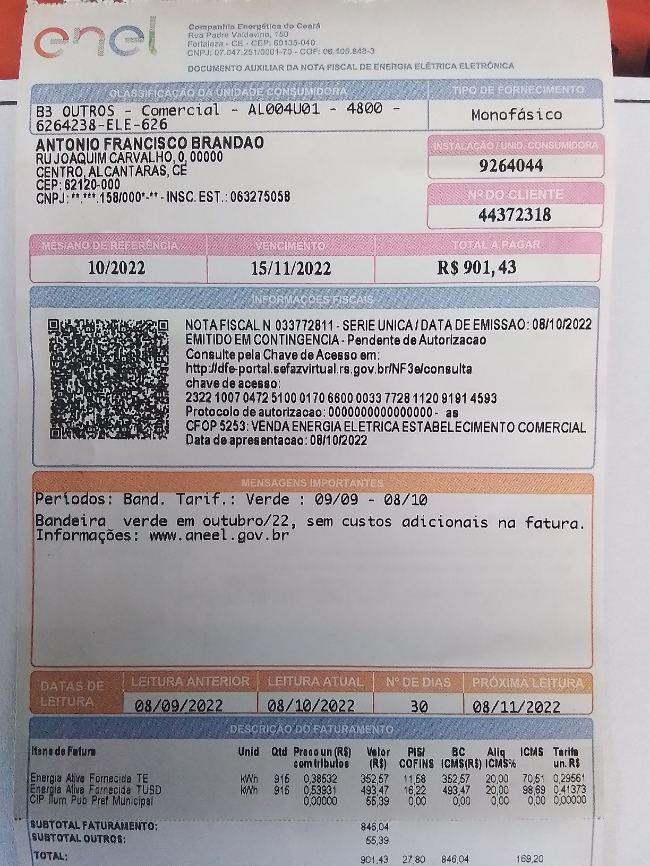 enel
Companhia Energética do Ceará
Rua Padre Valdevino, 150
Fortaleza - CE - CEP: 60135-040
CNPJ: 07.047.251/0001-70 - CGF: 06.105.848-3
DOCUMENTO AUXILIAR DA NOTA FISCAL DE ENERGIA ELÉTRICA ELETRÔNICA
CLASSIFICAÇÃO DA UNIDADE CONSUMIDORA
B3 OUTROS - Comercial - AL004U01 - 4800 -
6264238-ELE-626
TIPO DE FORNECIMENTO
Monofásico
ANTONIO FRANCISCO BRANDAO
RU JOAQUIM CARVALHO, 0, 00000
CENTRO, ALCANTARAS, CE
CEP: 62120-000
CNPJ: **.***.158/000*-** - INSC. EST.: 063275058
INSTALAÇÃO / UNID. CONSUMIDORA
9264044
Nº DO CLIENTE
44372318
MÊS/ANO DE REFERÊNCIA VENCIMENTO TOTAL A PAGAR
10/2022 15/11/2022 R$ 901,43
INFORMAÇÕES FISCAIS
NOTA FISCAL N 033772811 - SERIE UNICA / DATA DE EMISSAO: 08/10/2022
EMITIDO EM CONTINGENCIA - Pendente de Autorizacao
Consulte pela Chave de Acesso em:
http://dfe-portal.sefazvirtual.rs.gov.br/NF3e/consulta
chave de acesso:
2322 1007 0472 5100 0170 6600 0033 7728 1120 9191 4593
Protocolo de autorizacao: 0000000000000000 - as
CFOP 5253: VENDA ENERGIA ELETRICA ESTABELECIMENTO COMERCIAL
Data de apresentacao: 08/10/2022
MENSAGENS IMPORTANTES
Períodos: Band. Tarif.: Verde : 09/09 - 08/10
Bandeira verde em outubro/22, sem custos adicionais na fatura.
Informações: www.aneel.gov.br
DATAS DE LEITURA
LEITURA ANTERIOR LEITURA ATUAL Nº DE DIAS PRÓXIMA LEITURA
08/09/2022 08/10/2022 30 08/11/2022
DESCRIÇÃO DO FATURAMENTO
Itens de Fatura Unid Qtd Preco un (R$) com tributos Valor (R$) PIS/ COFINS BC ICMS(R$) Aliq ICMS% ICMS Tarifa un. R$
Energia Ativa Fornecida TE kWh 915 0,38532 352,57 11,58 352,57 20,00 70,51 0,29561
Energia Ativa Fornecida TUSD kWh 915 0,53931 493,47 16,22 493,47 20,00 98,69 0,41373
CIP Ilum Pub Pref Municipal 0,00000 55,39 0,00 0,00 0,00 0,00 0,00000
SUBTOTAL FATURAMENTO: 846,04
SUBTOTAL OUTROS: 55,39
TOTAL: 901,43 27,80 846,04 169,20